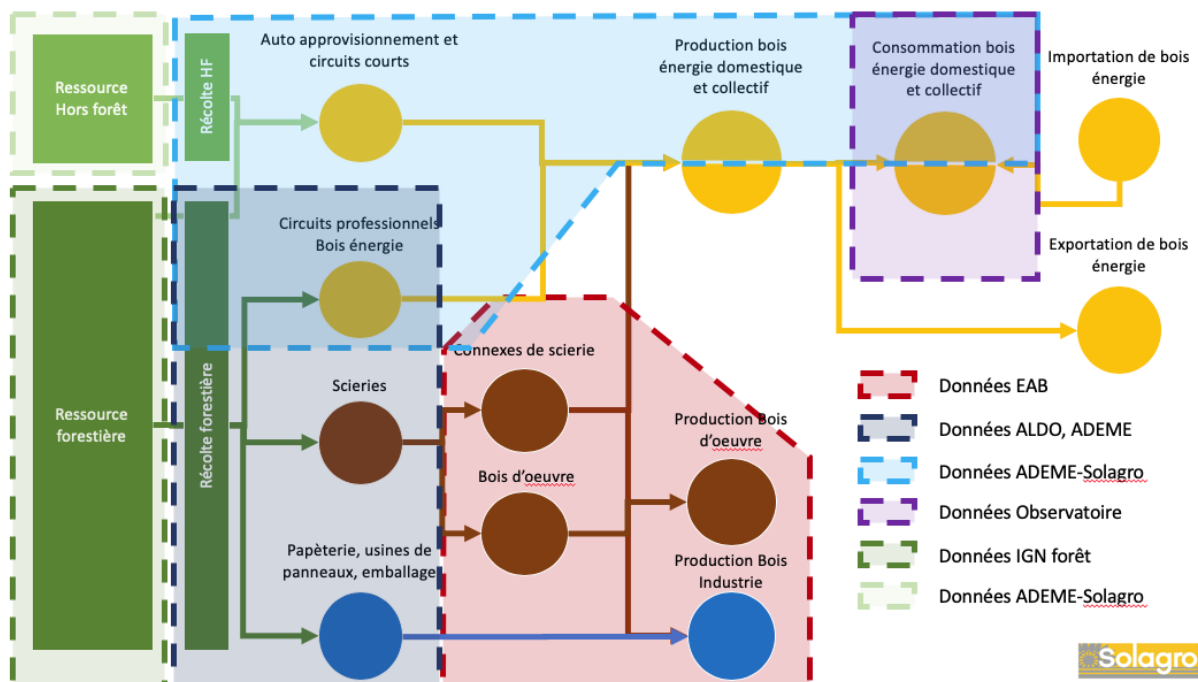 Ressource
Hors forêt
Récolte HF
Auto approvisionnement et
circuits courts
Production bois
énergie domestique
et collectif
Consommation bois
énergie domestique
et collectif
Importation de bois
énergie
Ressource
forestière
Récolte forestière
Circuits professionnels
Bois énergie
Exportation de bois
énergie
Scieries
Connexes de scierie
Bois d'oeuvre
Production Bois
d'oeuvre
Papèterie, usines de
panneaux, emballage
Production Bois
Industrie
Données EAB
Données ALDO, ADEME
Données ADEME-Solagro
Données Observatoire
Données IGN forêt
Données ADEME-Solagro
Solagro